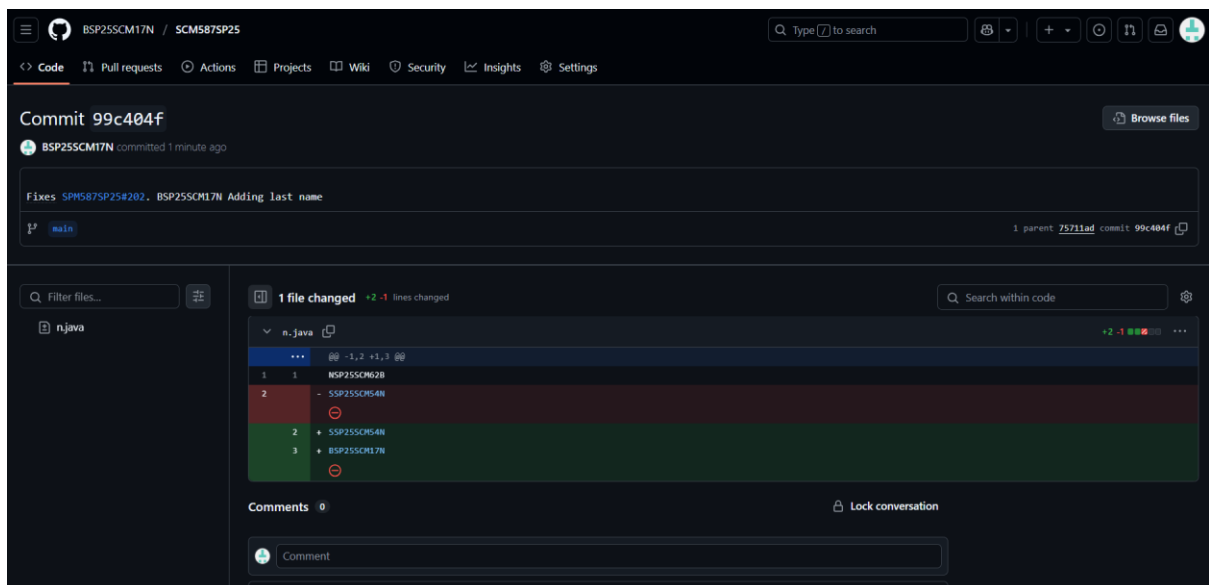 BSP25SCM17N / SCM587SP25
Type / to search
Code Pull requests Actions Projects Wiki Security Insights Settings
Commit 99c404f
Browse files
BSP25SCM17N committed 1 minute ago
Fixes SPM587SP25#202. BSP25SCM17N Adding last name
main
1 parent 75711ad commit 99c404f
Filter files...
1 file changed +2 -1 lines changed
Search within code
n.java
n.java
+2 -1
@@ -1,2 +1,3 @@
1 1 NSP25SCM62B
2 - SSP25SCM54N
2 + SSP25SCM54N
3 + BSP25SCM17N
Comments 0
Lock conversation
Comment